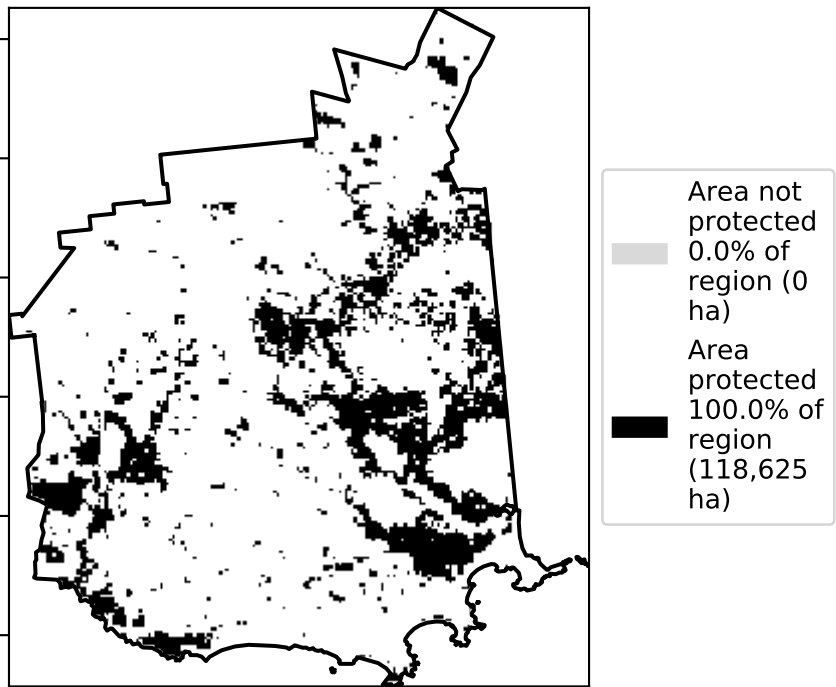 Area not
protected
0.0% of
region (0
ha)
Area
protected
100.0% of
region
(118,625
ha)